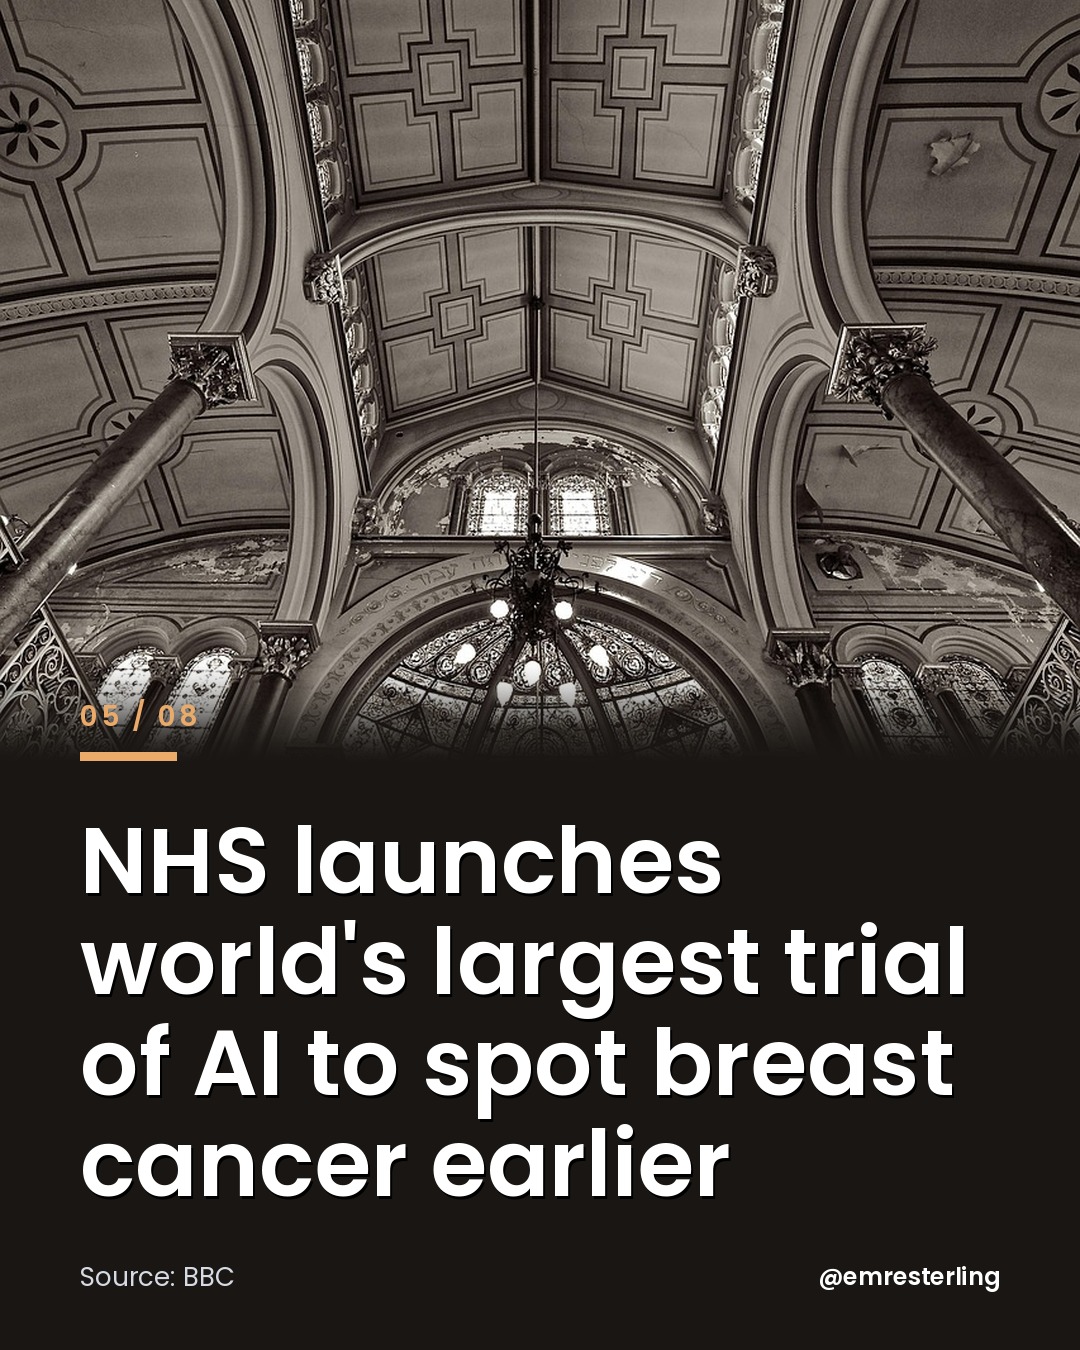 05 / 08
NHS launches
world's largest trial
of AI to spot breast
cancer earlier
Source: BBC
@emresterling